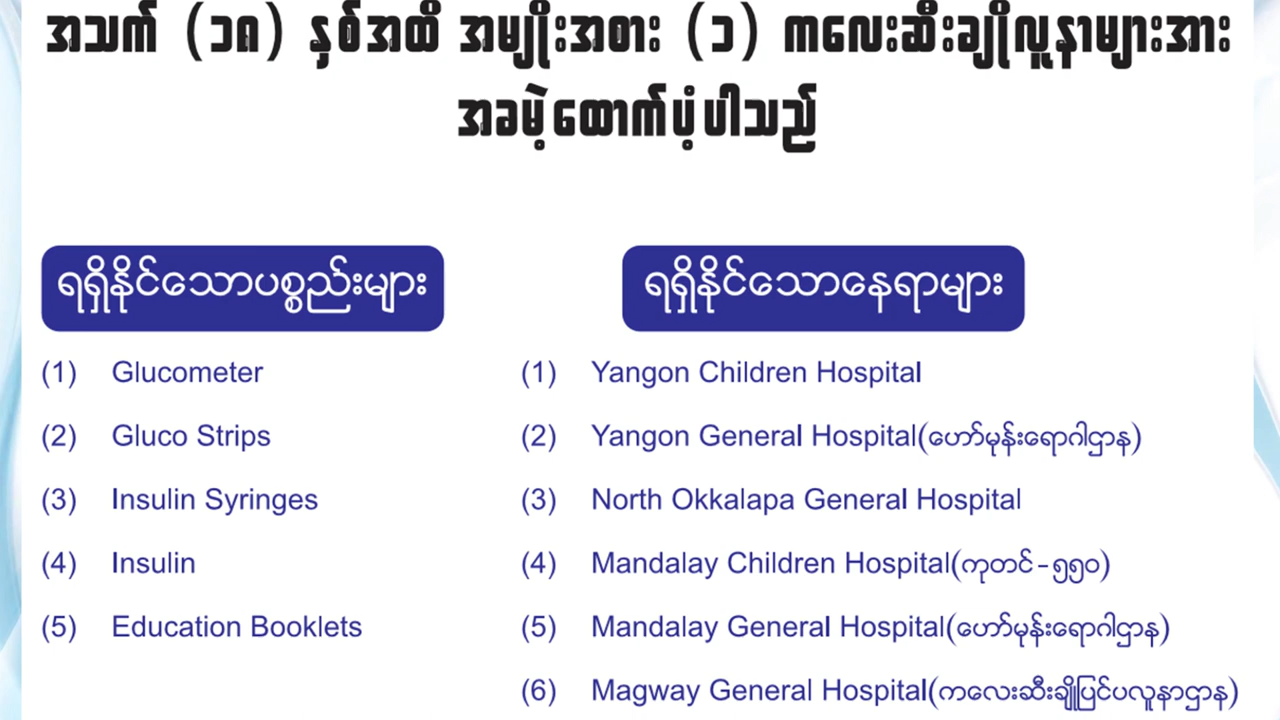 အသက် (၁၈) နှစ်အထိ အမျိုးအစား (၁) ကလေးဆီးချိုလူနာများအား
အခမဲ့ထောက်ပံ့ပါသည်
ရရှိနိုင်သောပစ္စည်းများ
(1) Glucometer
(2) Gluco Strips
(3) Insulin Syringes
(4) Insulin
(5) Education Booklets
ရရှိနိုင်သောနေရာများ
(1) Yangon Children Hospital
(2) Yangon General Hospital(ဟော်မုန်းရောဂါဌာန)
(3) North Okkalapa General Hospital
(4) Mandalay Children Hospital(ကုတင်-၅၅၀)
(5) Mandalay General Hospital(ဟော်မုန်းရောဂါဌာန)
(6) Magway General Hospital(ကလေးဆီးချိုပြင်ပလူနာဌာန)